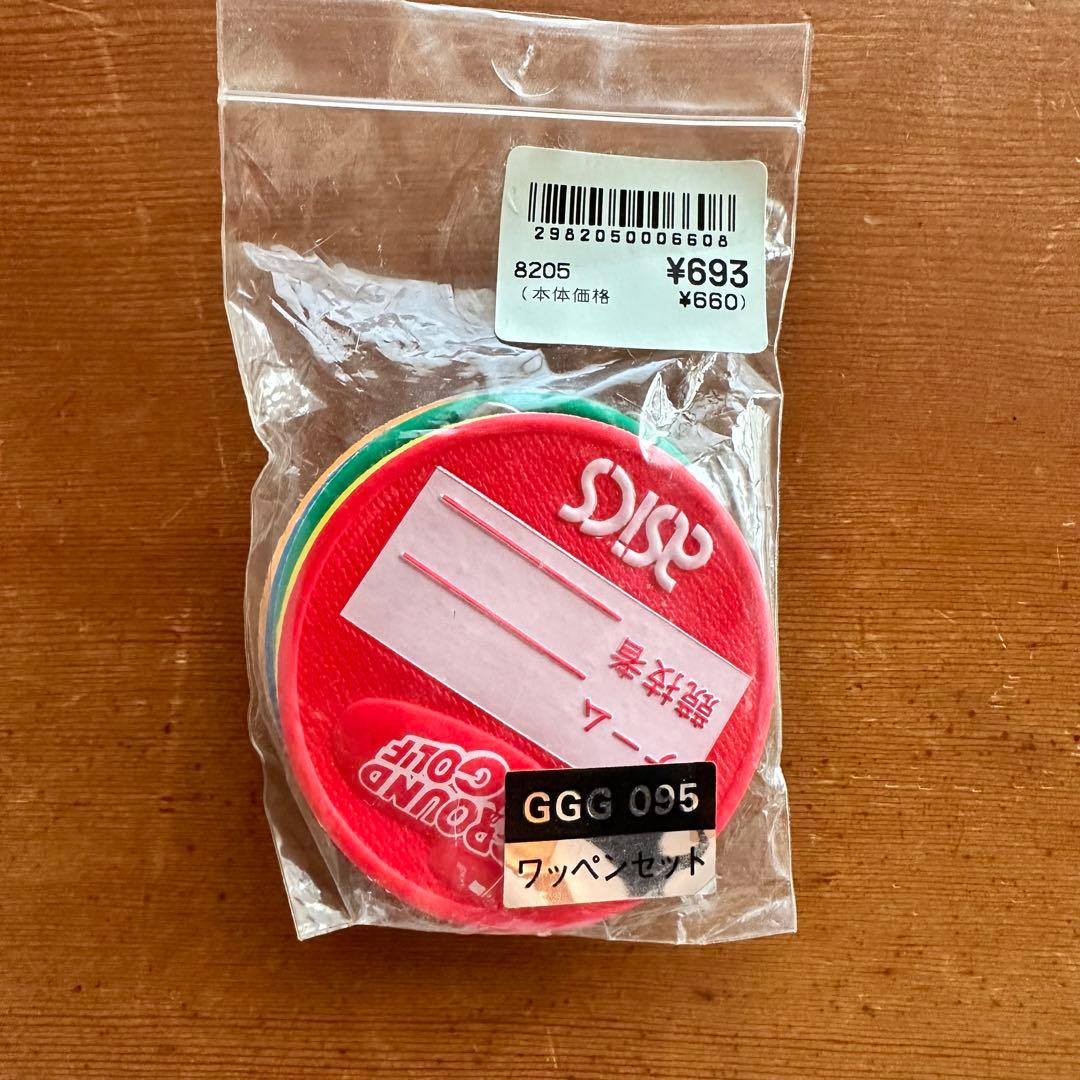 2982050006608
8205 ¥693
(本体価格 ¥660)
asics
競技者
チーム
GROUND
GOLF
GGG 095
ワッペンセット